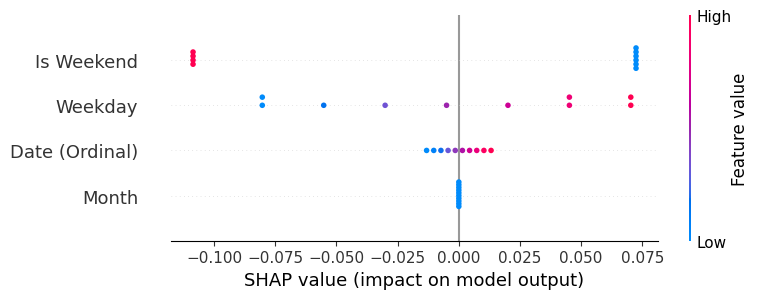 High
Is Weekend
Weekday
Date (Ordinal)
Month
Feature value
Low
−0.100 −0.075 −0.050 −0.025 0.000 0.025 0.050 0.075
SHAP value (impact on model output)